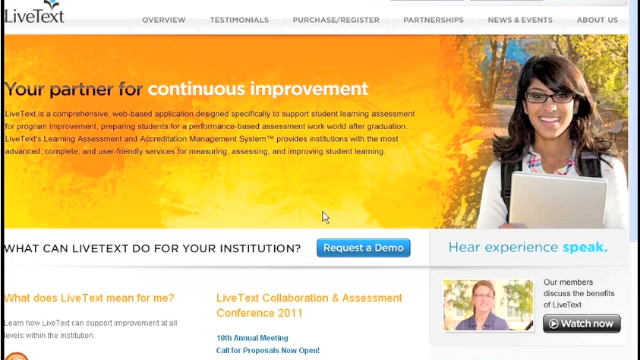 LiveText
OVERVIEW
TESTIMONIALS
PURCHASE/REGISTER
PARTNERSHIPS
NEWS & EVENTS
ABOUT US
Your partner for continuous improvement
LiveText is a comprehensive, web-based application designed specifically to support student learning assessment
for program improvement, preparing students for a performance-based assessment work world after graduation.
LiveText's Learning Assessment and Accreditation Management System™ provides institutions with the most
advanced, complete, and user-friendly services for measuring, assessing, and improving student learning.
WHAT CAN LIVETEXT DO FOR YOUR INSTITUTION?
Request a Demo
Hear experience speak.
What does LiveText mean for me?
Learn how LiveText can support improvement at all
levels within the institution.
LiveText Collaboration & Assessment
Conference 2011
10th Annual Meeting
Call for Proposals Now Open!
Our members
discuss the benefits
of LiveText
Watch now